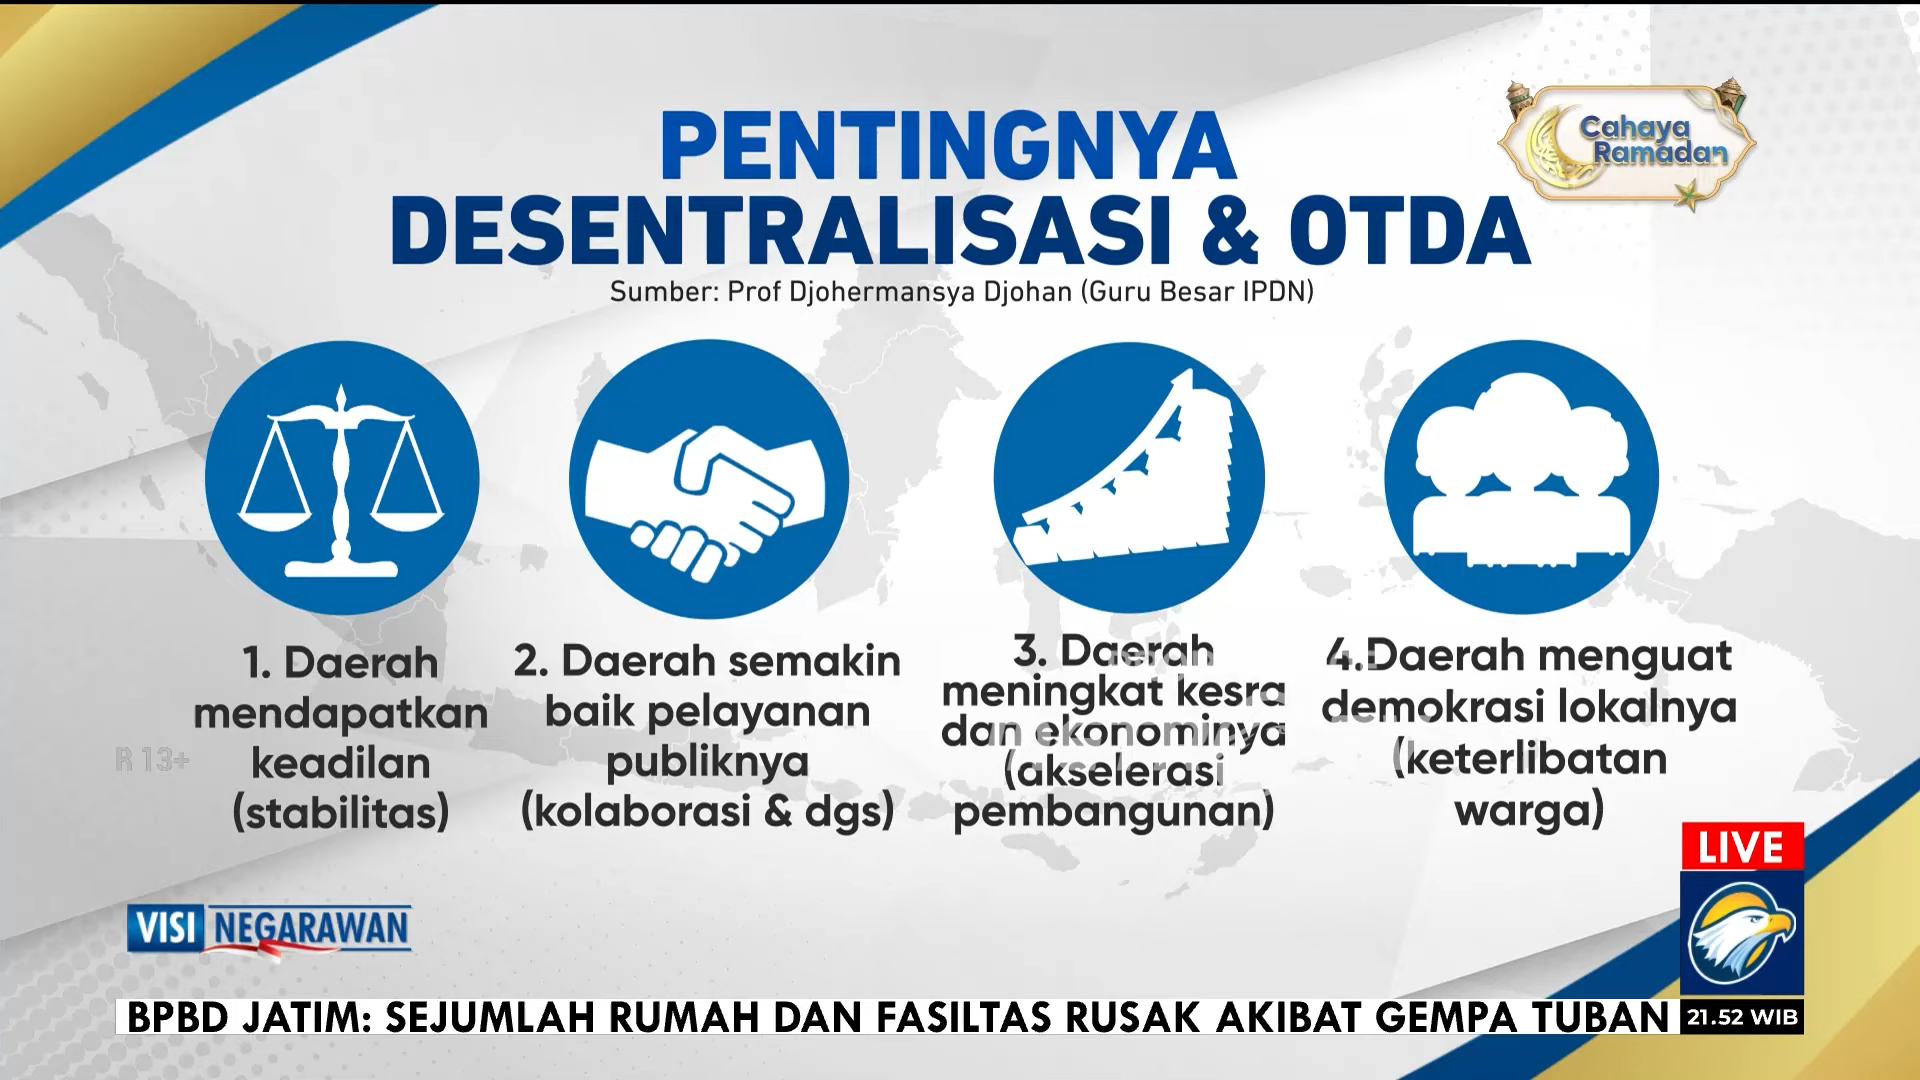 Cahaya
Ramadan
PENTINGNYA
DESENTRALISASI & OTDA
Sumber: Prof Djohermansya Djohan (Guru Besar IPDN)
1. Daerah
mendapatkan
keadilan
(stabilitas)
2. Daerah semakin
baik pelayanan
publiknya
(kolaborasi & dgs)
3. Daerah
meningkat kesra
dan ekonominya
(akselerasi
pembangunan)
4.Daerah menguat
demokrasi lokalnya
(keterlibatan
warga)
R 13+
LIVE
VISI NEGARAWAN
BPBD JATIM: SEJUMLAH RUMAH DAN FASILTAS RUSAK AKIBAT GEMPA TUBAN
21.52 WIB